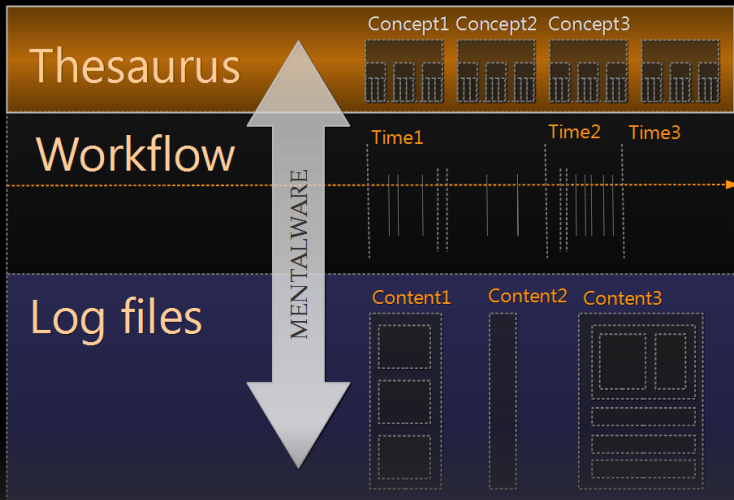 Concept1 Concept2 Concept3
Thesaurus
Workflow
Time1 Time2 Time3
MENTALWARE
Log files
Content1 Content2 Content3